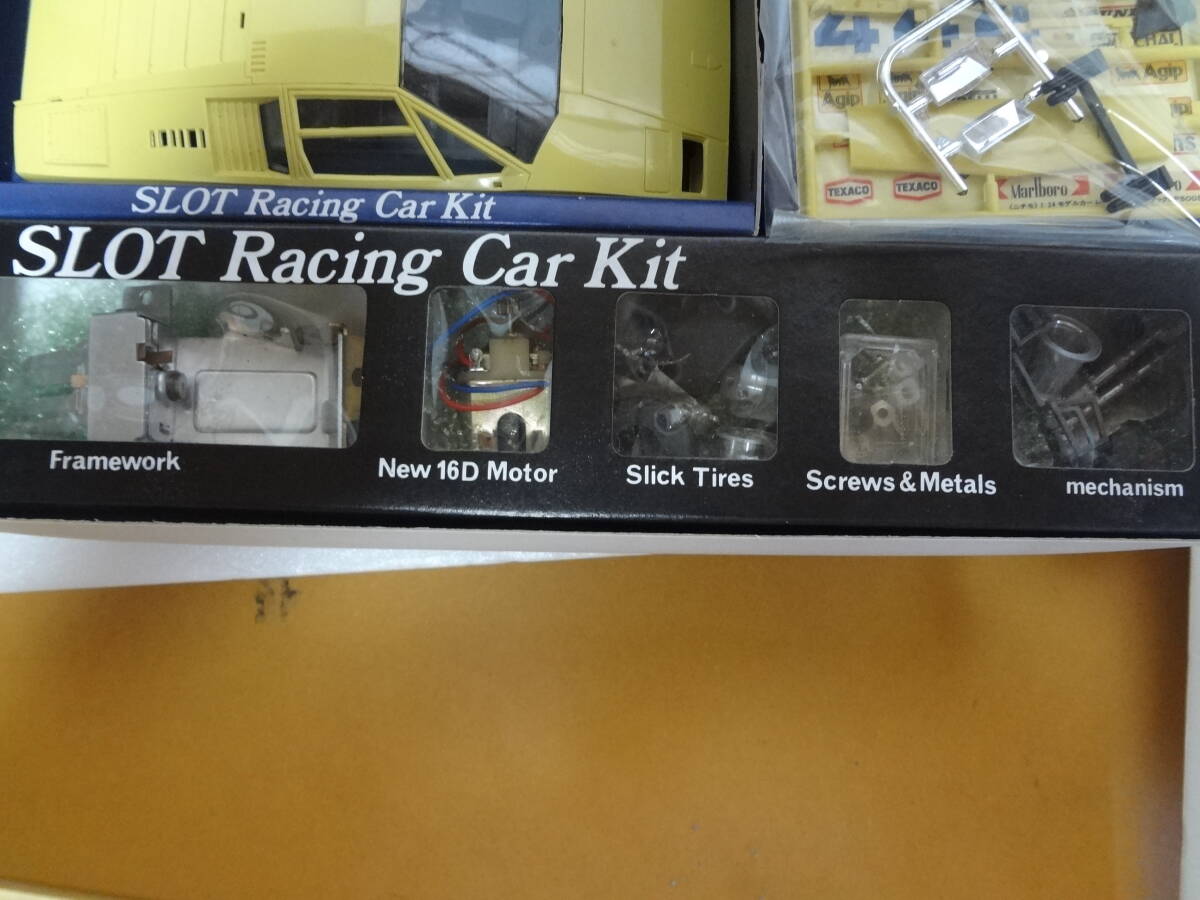 444
Agip
Agip
TEXACO
TEXACO
Marlboro
SLOT Racing Car Kit
SLOT Racing Car Kit
Framework
New 16D Motor
Slick Tires
Screws & Metals
mechanism